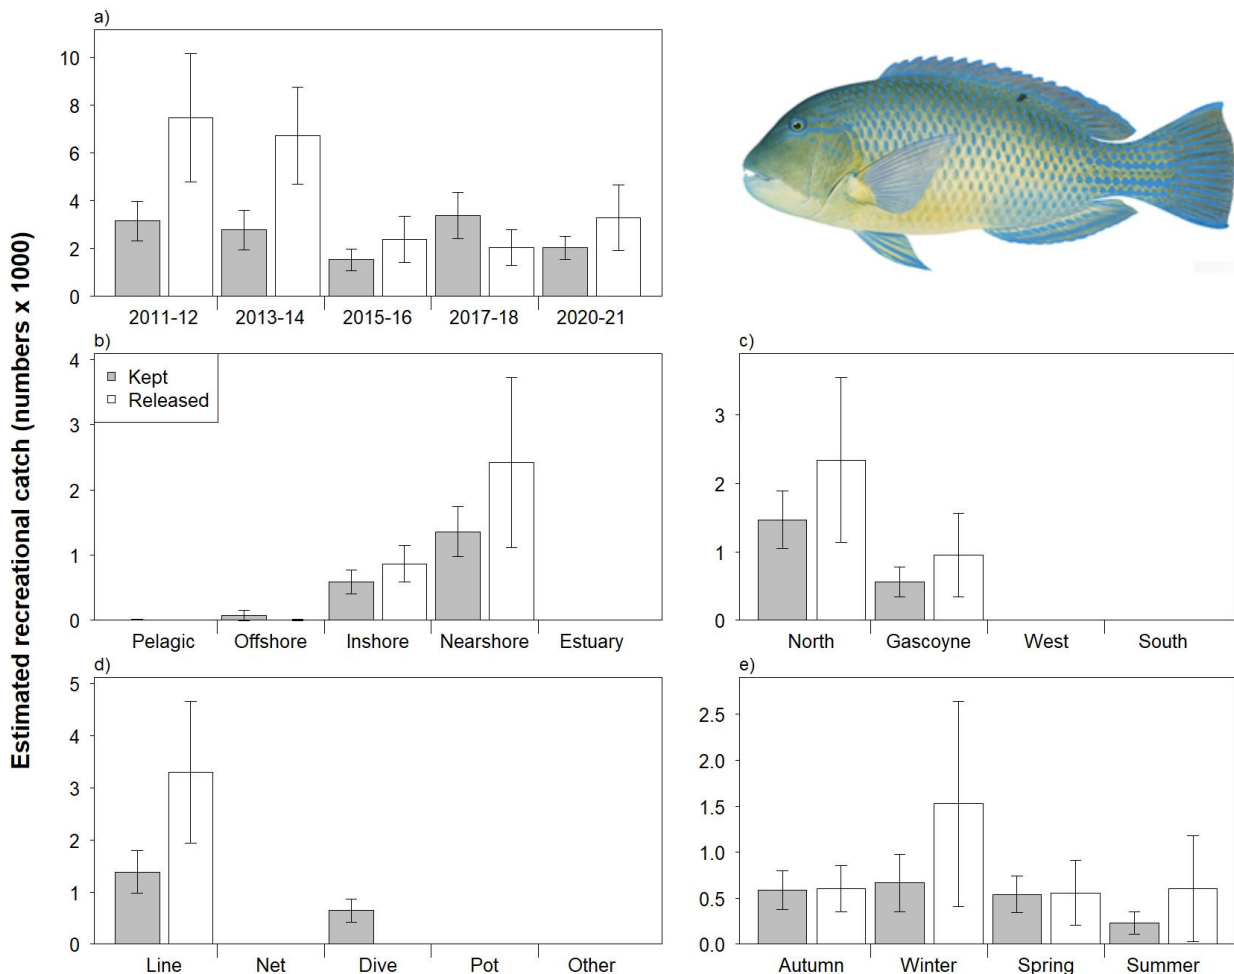 Estimated recreational catch (numbers x 1000)
a)
10
8
6
4
2
0
2011-12 2013-14 2015-16 2017-18 2020-21
b)
4
3
2
1
0
Kept
Released
Pelagic Offshore Inshore Nearshore Estuary
c)
3
2
1
0
North Gascoyne West South
d)
5
4
3
2
1
0
Line Net Dive Pot Other
e)
2.5
2.0
1.5
1.0
0.5
0.0
Autumn Winter Spring Summer